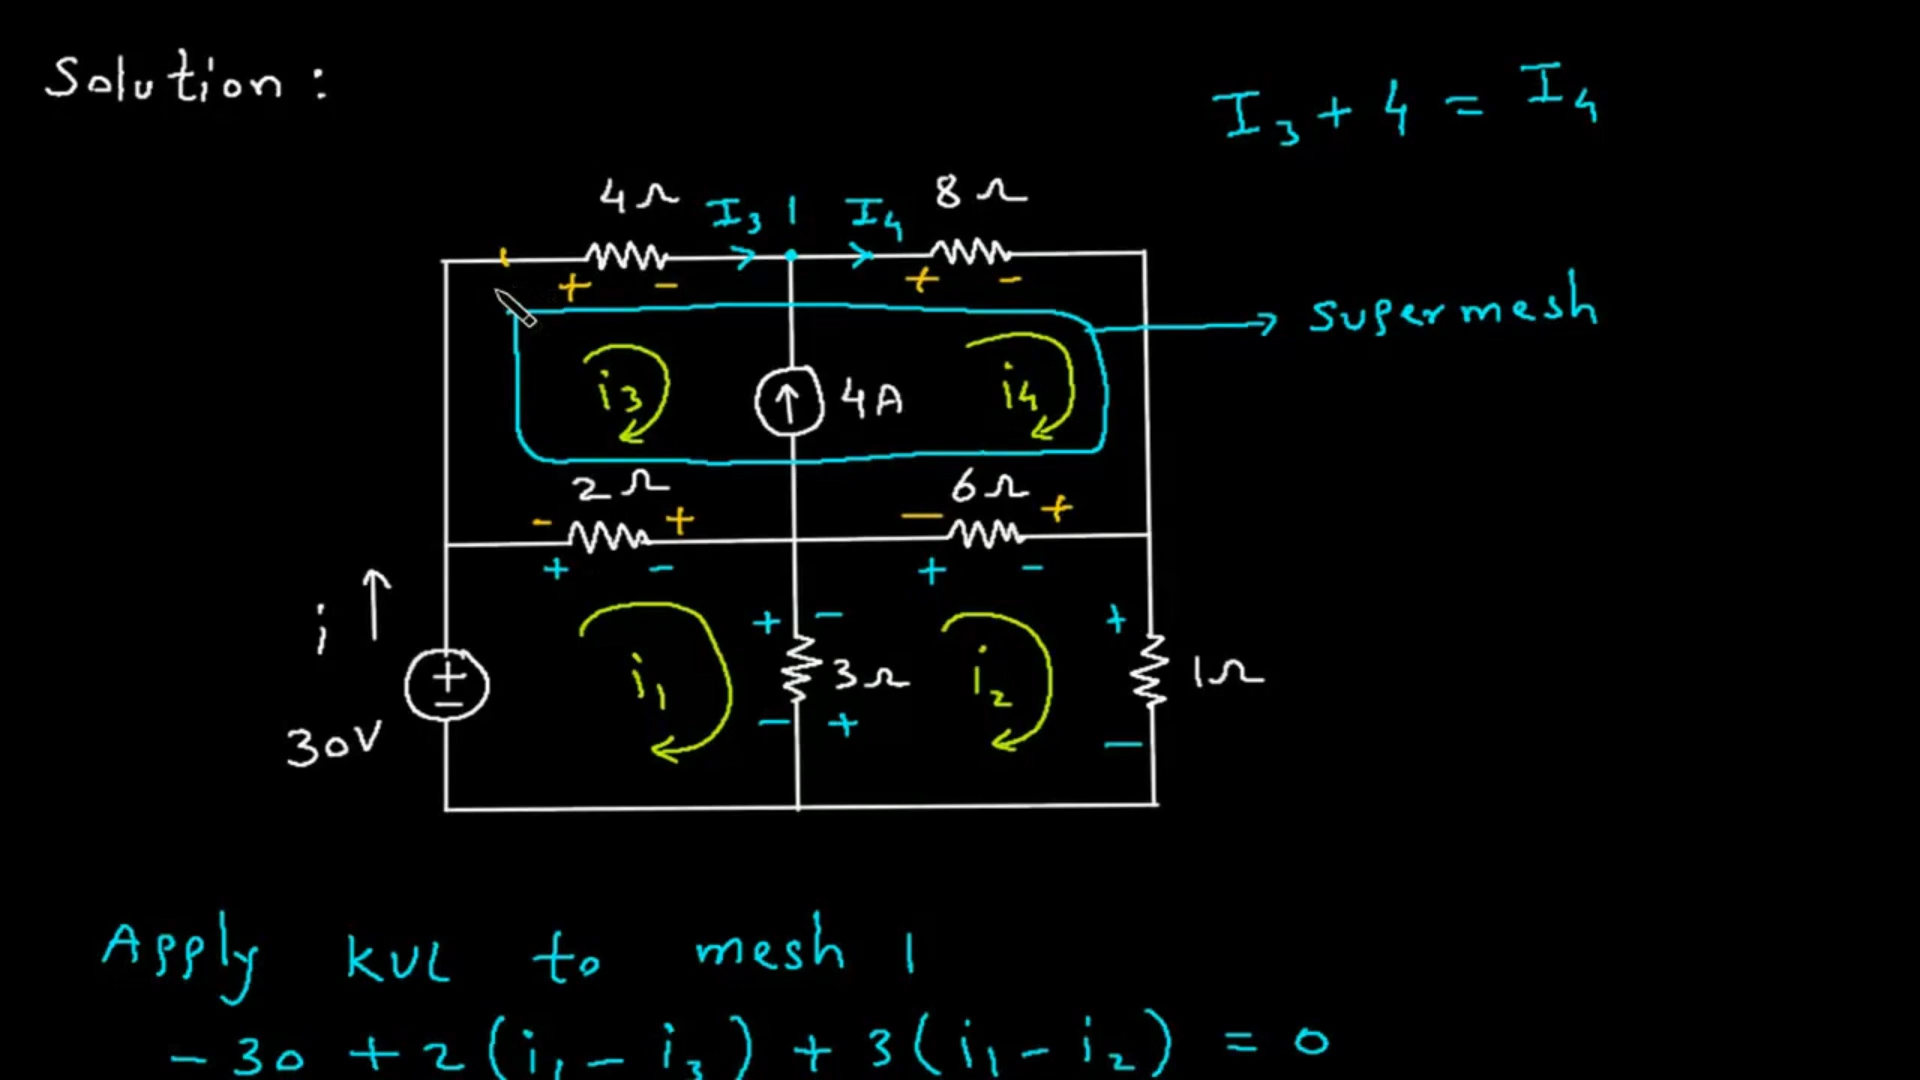 Solution:
I₃ + 4 = I₄
4Ω I₃ 1 I₄ 8Ω
+ - + -
supermesh
i₃ 4A i₄
2Ω 6Ω
- + - +
+ - + -
i + - +
i₁ 3Ω i₂ 1Ω
+
-
30V - + -
Apply KVL to mesh 1
- 30 + 2(i₁ - i₃) + 3(i₁ - i₂) = 0